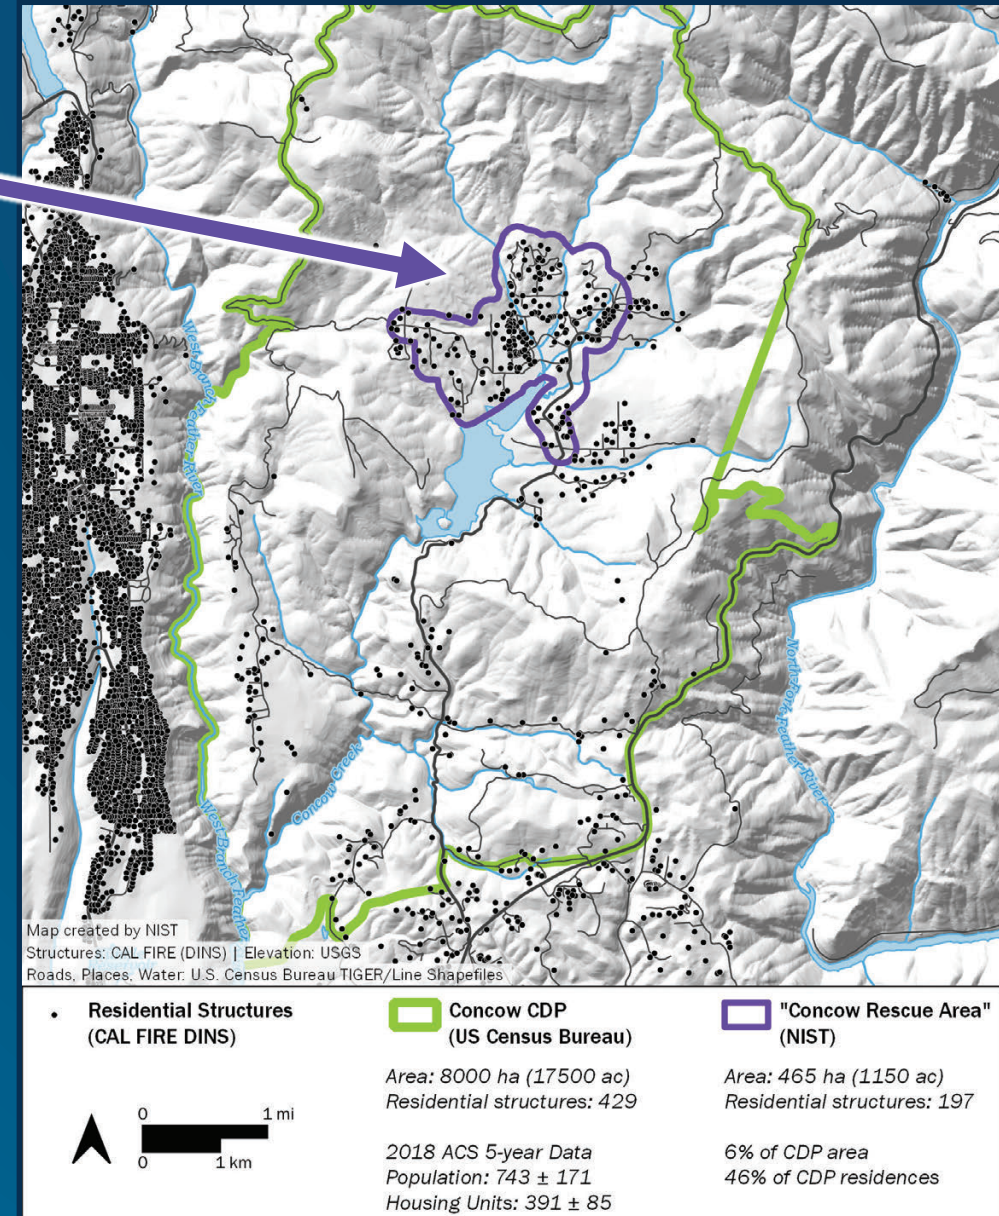 West Branch Feather River
Concow Creek
West Branch Feather
North Fork Feather River
Map created by NIST
Structures: CAL FIRE (DINS) | Elevation: USGS
Roads, Places, Water: U.S. Census Bureau TIGER/Line Shapefiles
Residential Structures
(CAL FIRE DINS)
0 1 mi
0 1 km
Concow CDP
(US Census Bureau)
Area: 8000 ha (17500 ac)
Residential structures: 429
2018 ACS 5-year Data
Population: 743 ± 171
Housing Units: 391 ± 85
"Concow Rescue Area"
(NIST)
Area: 465 ha (1150 ac)
Residential structures: 197
6% of CDP area
46% of CDP residences